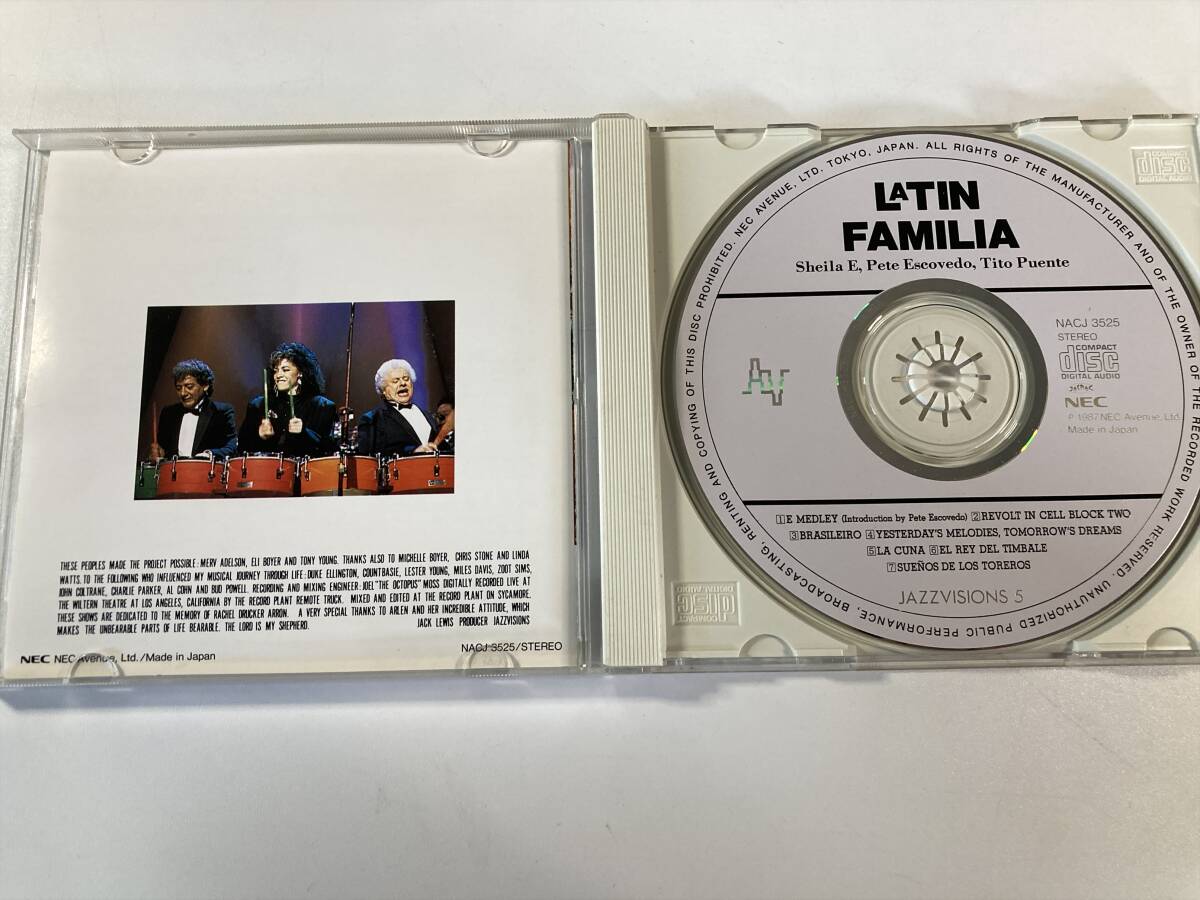 THESE PEOPLES MADE THE PROJECT POSSIBLE: MERV ADELSON, ELI BOYER AND TONY YOUNG. THANKS ALSO TO MICHELLE BOYER, CHRIS STONE AND LINDA
WATTS. TO THE FOLLOWING WHO INFLUENCED MY MUSICAL JOURNEY THROUGH LIFE: DUKE ELLINGTON, COUNTBASIE, LESTER YOUNG, MILES DAVIS, ZOOT SIMS,
JOHN COLTRANE, CHARLIE PARKER, AL COHN AND BUD POWELL. RECORDING AND MIXING ENGINEER: JOEL "THE OCTOPUS" MOSS DIGITALLY RECORDED LIVE AT
THE WILTERN THEATRE AT LOS ANGELES, CALIFORNIA BY THE RECORD PLANT REMOTE TRICK. MIXED AND EDITED AT THE RECORD PLANT ON SYCAMORE.
THESE SHOWS ARE DEDICATED TO THE MEMORY OF RACHEL DRUCKER ARRON. A VERY SPECIAL THANKS TO ARLEN AND HER INCREDIBLE ATTITUDE, WHICH
MAKES THE UNBEARABLE PARTS OF LIFE BEARABLE. THE LORD IS MY SHEPHERD. JACK LEWIS PRODUCER JAZZVISIONS
NEC NEC Avenue, Ltd./Made in Japan NACJ 3525/STEREO
NEC AVENUE, LTD. TOKYO, JAPAN. ALL RIGHTS OF THE MANUFACTURER AND OF THE OWNER OF THE RECORDED WORK RESERVED. UNAUTHORIZED PUBLIC PERFORMANCE, BROADCASTING, RENTING AND COPYING OF THIS DISC PROHIBITED.
LATIN
FAMILIA
Sheila E, Pete Escovedo, Tito Puente
NACJ 3525
STEREO
COMPACT
disc
DIGITAL AUDIO
NEC
℗ 1987 NEC Avenue, Ltd.
Made in Japan
AV
1 E MEDLEY (Introduction by Pete Escovedo) 2 REVOLT IN CELL BLOCK TWO
3 BRASILEIRO 4 YESTERDAY'S MELODIES, TOMORROW'S DREAMS
5 LA CUNA 6 EL REY DEL TIMBALE
7 SUEÑOS DE LOS TOREROS
JAZZVISIONS 5
COMPACT
disc
DIGITAL AUDIO
COMPACT
disc
DIGITAL AUDIO